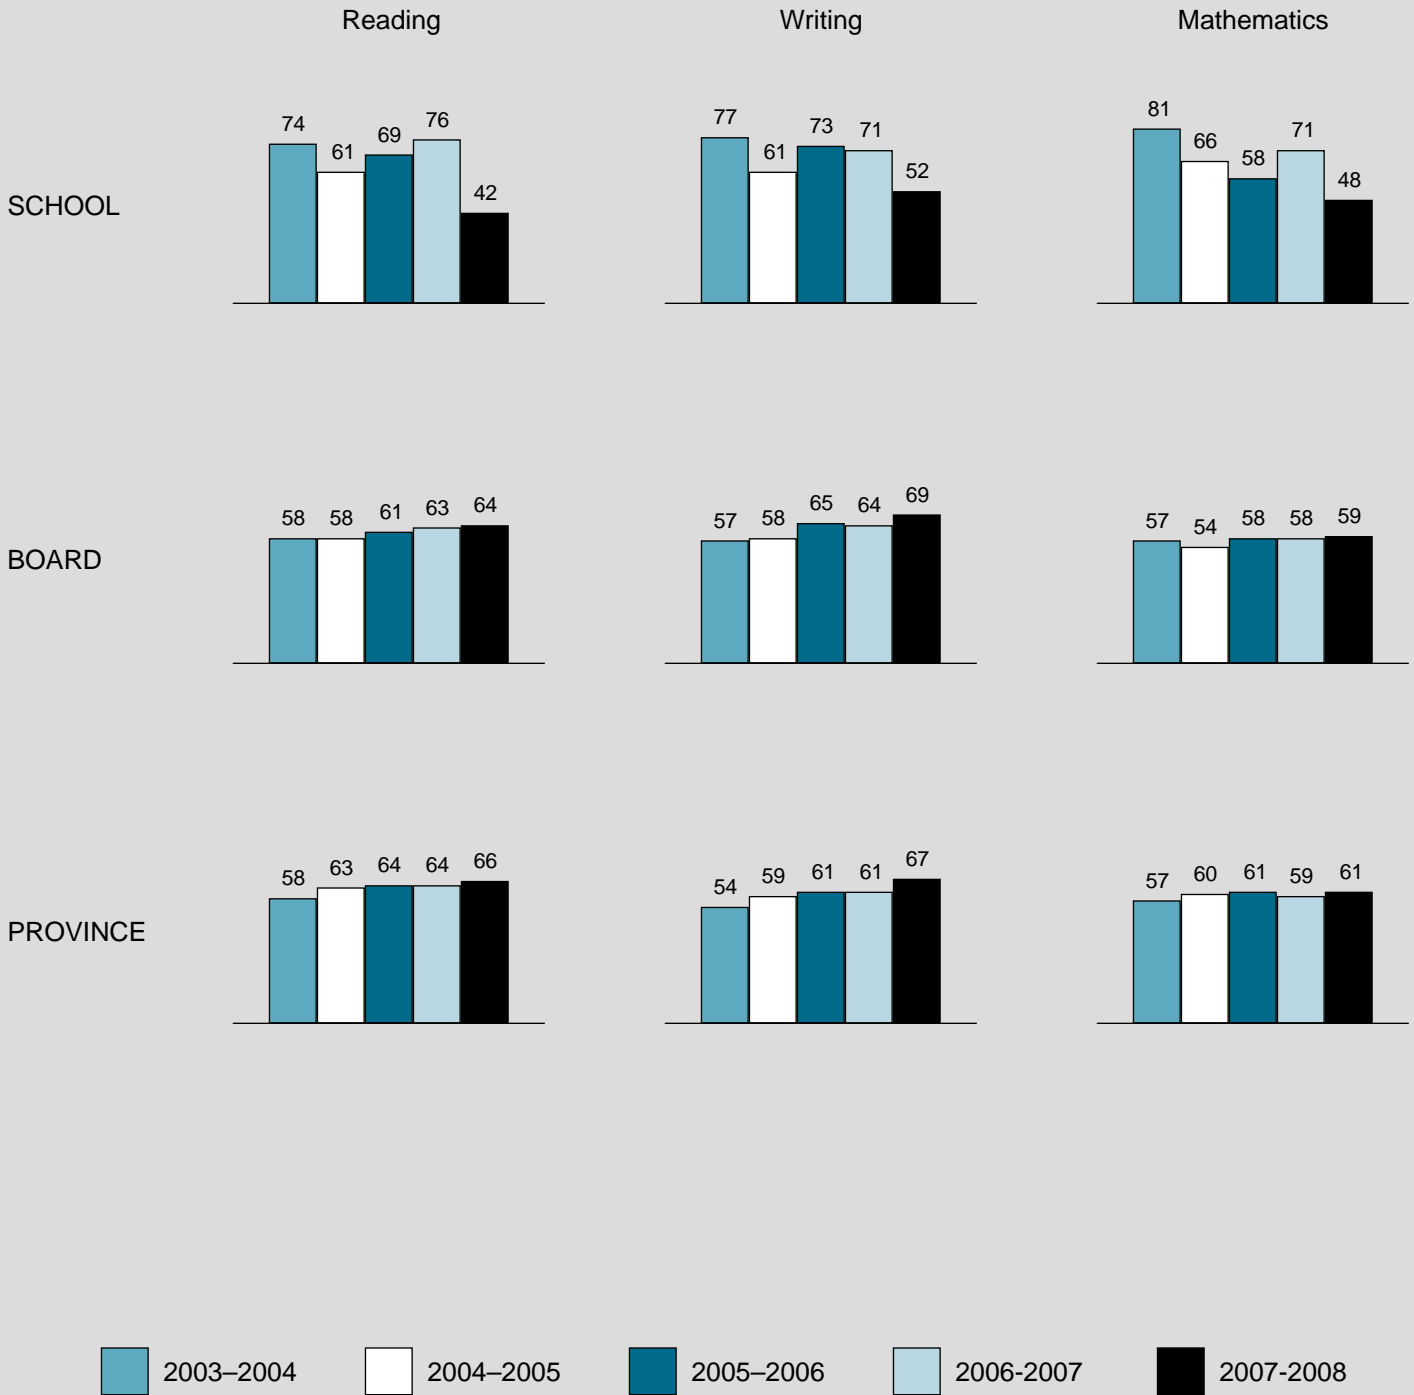 Reading Writing Mathematics
SCHOOL
74 61 69 76 42
77 61 73 71 52
81 66 58 71 48
BOARD
58 58 61 63 64
57 58 65 64 69
57 54 58 58 59
PROVINCE
58 63 64 64 66
54 59 61 61 67
57 60 61 59 61
2003–2004 2004–2005 2005–2006 2006-2007 2007-2008